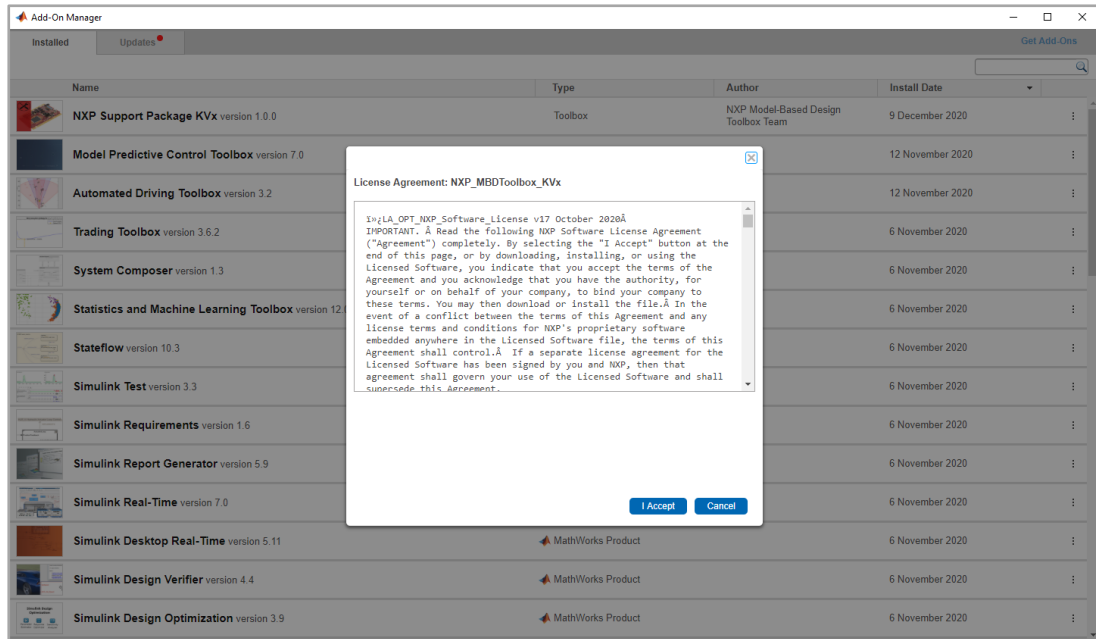 Add-On Manager
Installed
Updates
Get Add-Ons
Name
Type
Author
Install Date
NXP Support Package KVx version 1.0.0
Toolbox
NXP Model-Based Design
Toolbox Team
9 December 2020
Model Predictive Control Toolbox version 7.0
12 November 2020
Automated Driving Toolbox version 3.2
12 November 2020
Trading Toolbox version 3.6.2
6 November 2020
System Composer version 1.3
6 November 2020
Statistics and Machine Learning Toolbox version 12.
6 November 2020
Stateflow version 10.3
6 November 2020
Simulink Test version 3.3
6 November 2020
Simulink Requirements version 1.6
6 November 2020
Simulink Report Generator version 5.9
6 November 2020
Simulink Real-Time version 7.0
6 November 2020
Simulink Desktop Real-Time version 5.11
MathWorks Product
6 November 2020
Simulink Design Verifier version 4.4
MathWorks Product
6 November 2020
Simulink Design Optimization version 3.9
MathWorks Product
6 November 2020
License Agreement: NXP_MBDToolbox_KVx
ï»¿LA_OPT_NXP_Software_License v17 October 2020Â
IMPORTANT. Â Read the following NXP Software License Agreement
("Agreement") completely. By selecting the "I Accept" button at the
end of this page, or by downloading, installing, or using the
Licensed Software, you indicate that you accept the terms of the
Agreement and you acknowledge that you have the authority, for
yourself or on behalf of your company, to bind your company to
these terms. You may then download or install the file.Â In the
event of a conflict between the terms of this Agreement and any
license terms and conditions for NXP's proprietary software
embedded anywhere in the Licensed Software file, the terms of this
Agreement shall control.Â  If a separate license agreement for the
Licensed Software has been signed by you and NXP, then that
agreement shall govern your use of the Licensed Software and shall
supersede this Agreement.
I Accept
Cancel